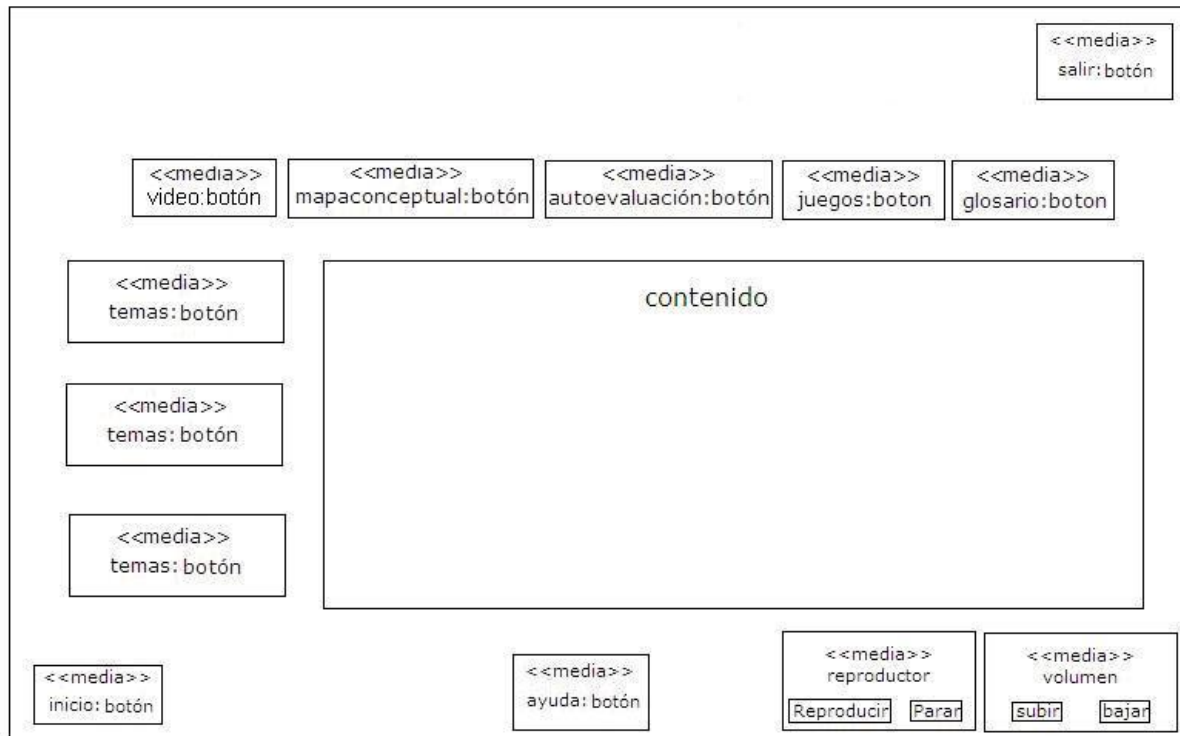 <<media>>
salir:botón
<<media>>
video:botón
<<media>>
mapaconceptual:botón
<<media>>
autoevaluación:botón
<<media>>
juegos:boton
<<media>>
glosario:boton
<<media>>
temas:botón
contenido
<<media>>
temas:botón
<<media>>
temas:botón
<<media>>
inicio:botón
<<media>>
ayuda:botón
<<media>>
reproductor
Reproducir Parar
<<media>>
volumen
subir bajar